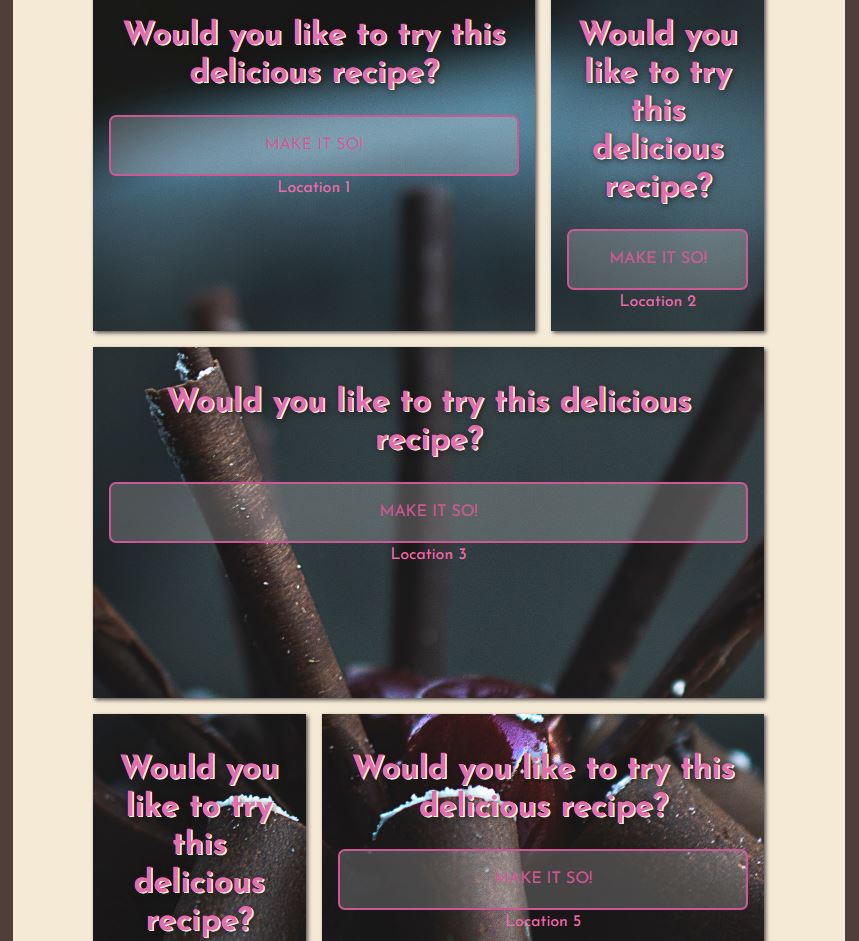 Would you like to try this
delicious recipe?
MAKE IT SO!
Location 1
Would you
like to try
this
delicious
recipe?
MAKE IT SO!
Location 2
Would you like to try this delicious
recipe?
MAKE IT SO!
Location 3
Would you
like to try
this
delicious
recipe?
Would you like to try this
delicious recipe?
MAKE IT SO!
Location 5